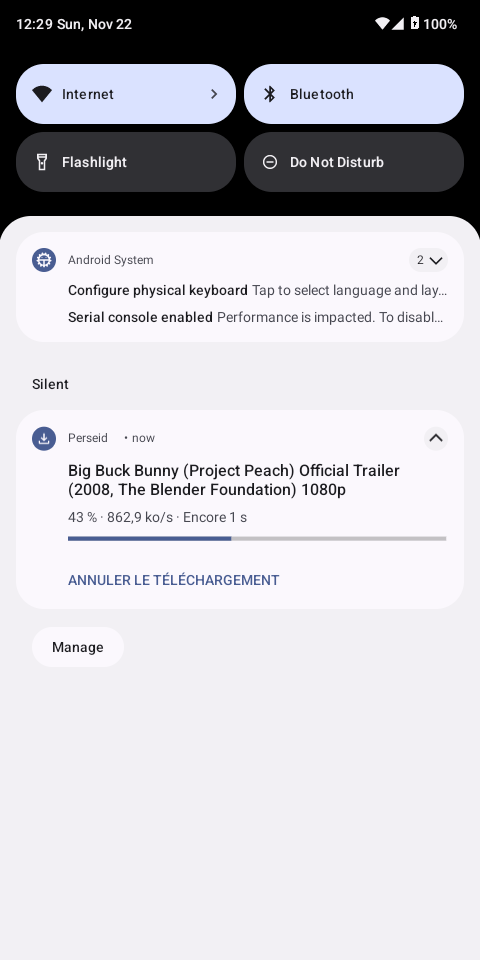 12:29 Sun, Nov 22
100%
Internet
Bluetooth
Flashlight
Do Not Disturb
Android System
2
Configure physical keyboard Tap to select language and lay…
Serial console enabled Performance is impacted. To disabl…
Silent
Perseid • now
Big Buck Bunny (Project Peach) Official Trailer
(2008, The Blender Foundation) 1080p
43 % · 862,9 ko/s · Encore 1 s
ANNULER LE TÉLÉCHARGEMENT
Manage